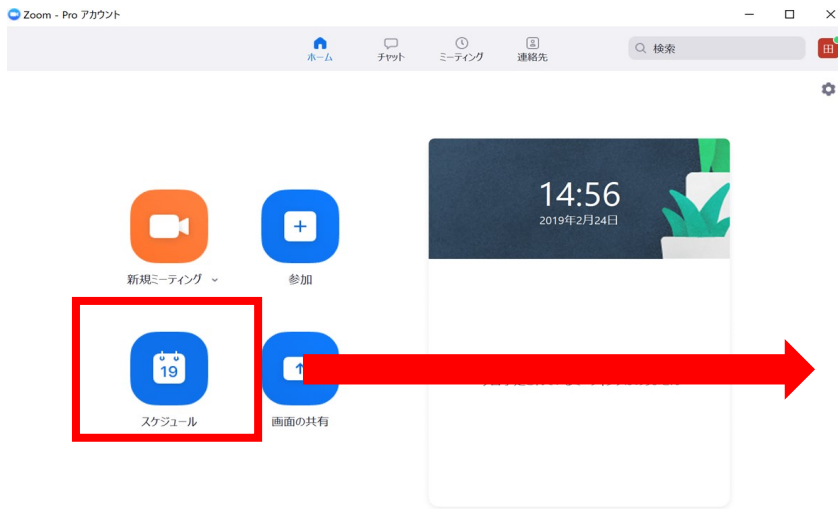 Zoom - Pro アカウント
ホーム
チャット
ミーティング
連絡先
検索
田
14:56
2019年2月24日
新規ミーティング
参加
19
スケジュール
画面の共有